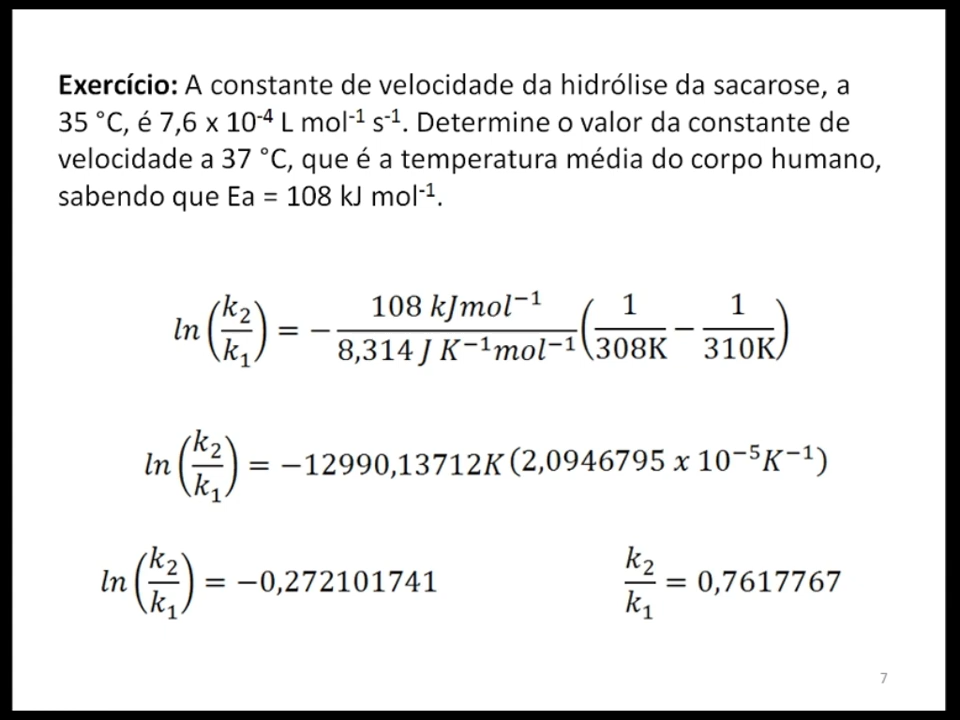 Exercício: A constante de velocidade da hidrólise da sacarose, a
35 °C, é 7,6 x 10⁻⁴ L mol⁻¹ s⁻¹. Determine o valor da constante de
velocidade a 37 °C, que é a temperatura média do corpo humano,
sabendo que Ea = 108 kJ mol⁻¹.
ln(k₂/k₁) = −108 kJmol⁻¹/8,314 J K⁻¹mol⁻¹ (1/308K − 1/310K)
ln(k₂/k₁) = −12990,13712K (2,0946795 x 10⁻⁵K⁻¹)
ln(k₂/k₁) = −0,272101741 k₂/k₁ = 0,7617767
7